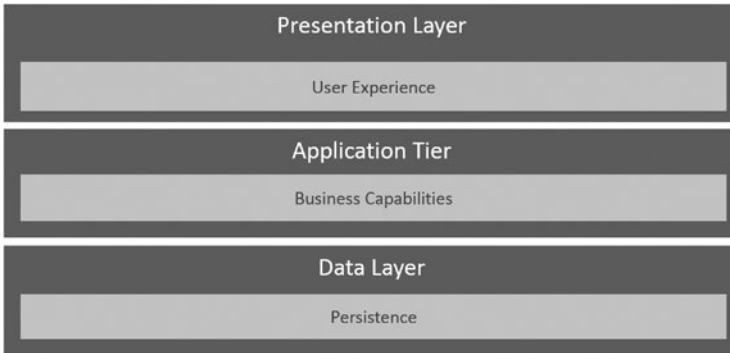 Presentation Layer
User Experience
Application Tier
Business Capabilities
Data Layer
Persistence